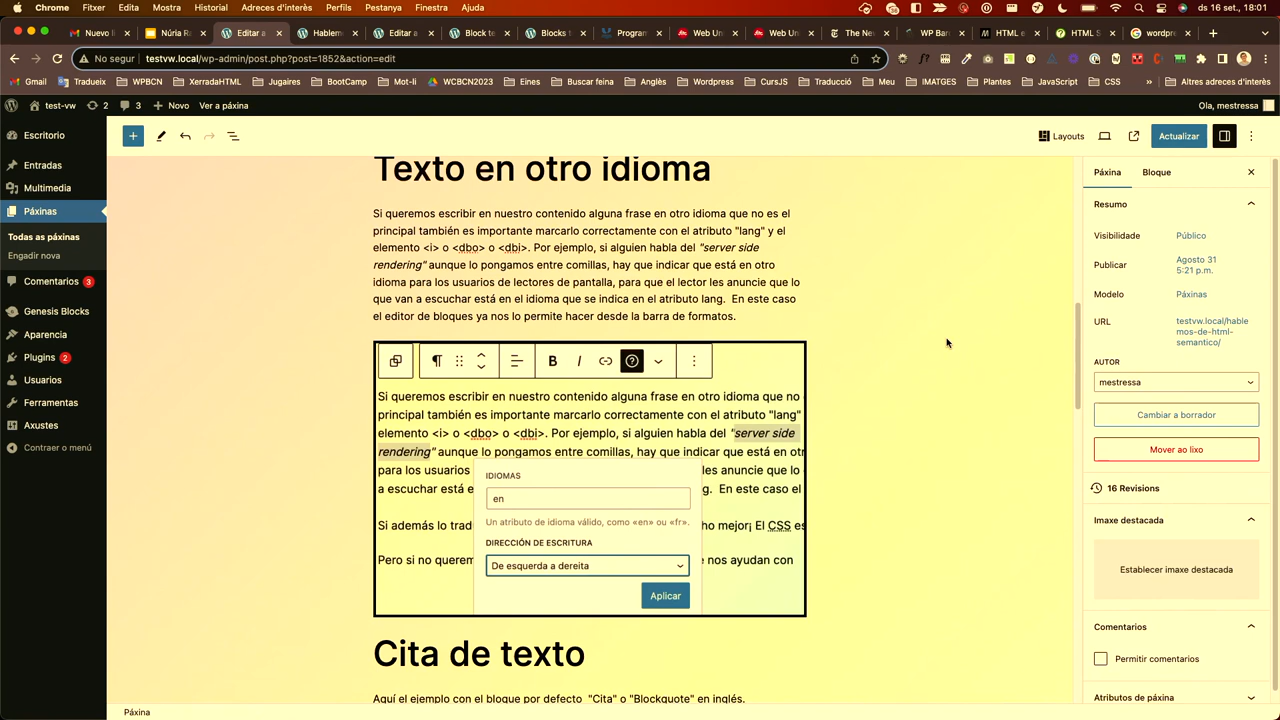 Chrome Fitxer Edita Mostra Historial Adreces d'interès Perfils Pestanya Finestra Ajuda
ds 16 set., 18:01
Nuevo li
Núria Ra
Editar a
Hableme
Editar a
Block te
Blocks t
Program
Web Un
Web Un
The New
WP Bar
HTML e
HTML S
wordpre
No segur
testvw.local/wp-admin/post.php?post=1852&action=edit
Gmail Tradueix WPBCN XerradaHTML Jugaires BootCamp Mot-li WCBCN2023 Eines Buscar feina Anglès Wordpress CursJS Traducció Meu IMATGES Plantes JavaScript CSS » Altres adreces d'interès
test-vw 2 3 Novo Ver a páxina
Ola, mestressa
Escritorio
Entradas
Multimedia
Páxinas
Todas as páxinas
Engadir nova
Comentarios 3
Genesis Blocks
Aparencia
Plugins 2
Usuarios
Ferramentas
Axustes
Contraer o menú
Layouts
Actualizar
Texto en otro idioma
Si queremos escribir en nuestro contenido alguna frase en otro idioma que no es el
principal también es importante marcarlo correctamente con el atributo "lang" y el
elemento <i> o <dbo> o <dbi>. Por ejemplo, si alguien habla del "server side
rendering" aunque lo pongamos entre comillas, hay que indicar que está en otro
idioma para los usuarios de lectores de pantalla, para que el lector les anuncie que lo
que van a escuchar está en el idioma que se indica en el atributo lang. En este caso
el editor de bloques ya nos lo permite hacer desde la barra de formatos.
B I
Si queremos escribir en nuestro contenido alguna frase en otro idioma que no
principal también es importante marcarlo correctamente con el atributo "lang"
elemento <i> o <dbo> o <dbi>. Por ejemplo, si alguien habla del "server side
rendering" aunque lo pongamos entre comillas, hay que indicar que está en otr
para los usuarios les anuncie que lo
a escuchar está e g. En este caso el
Si además lo trad ho mejor¡ El CSS es
Pero si no querem e nos ayudan con
IDIOMAS
en
Un atributo de idioma válido, como «en» ou «fr».
DIRECCIÓN DE ESCRITURA
De esquerda a dereita
Aplicar
Cita de texto
Aquí el ejemplo con el bloque por defecto "Cita" o "Blockquote" en inglés.
Páxina
Páxina Bloque
Resumo
Visibilidade Público
Publicar Agosto 31
5:21 p.m.
Modelo Páxinas
URL testvw.local/hable
mos-de-html-
semantico/
AUTOR
mestressa
Cambiar a borrador
Mover ao lixo
16 Revisions
Imaxe destacada
Establecer imaxe destacada
Comentarios
Permitir comentarios
Atributos de páxina